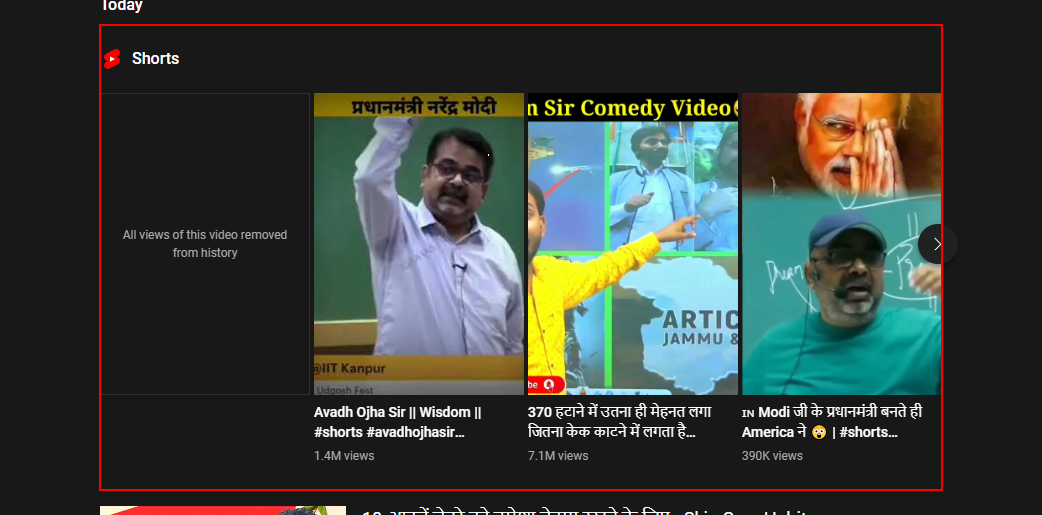 Today
Shorts
All views of this video removed
from history
प्रधानमंत्री नरेंद्र मोदी
@IIT Kanpur
Udgosh Fest
Avadh Ojha Sir || Wisdom ||
#shorts #avadhojhasir...
1.4M views
n Sir Comedy Video
ARTIC
JAMMU &
be
370 हटाने में उतना ही मेहनत लगा
जितना केक काटने में लगता है...
7.1M views
IN Modi जी के प्रधानमंत्री बनते ही
America ने 😲 | #shorts...
390K views